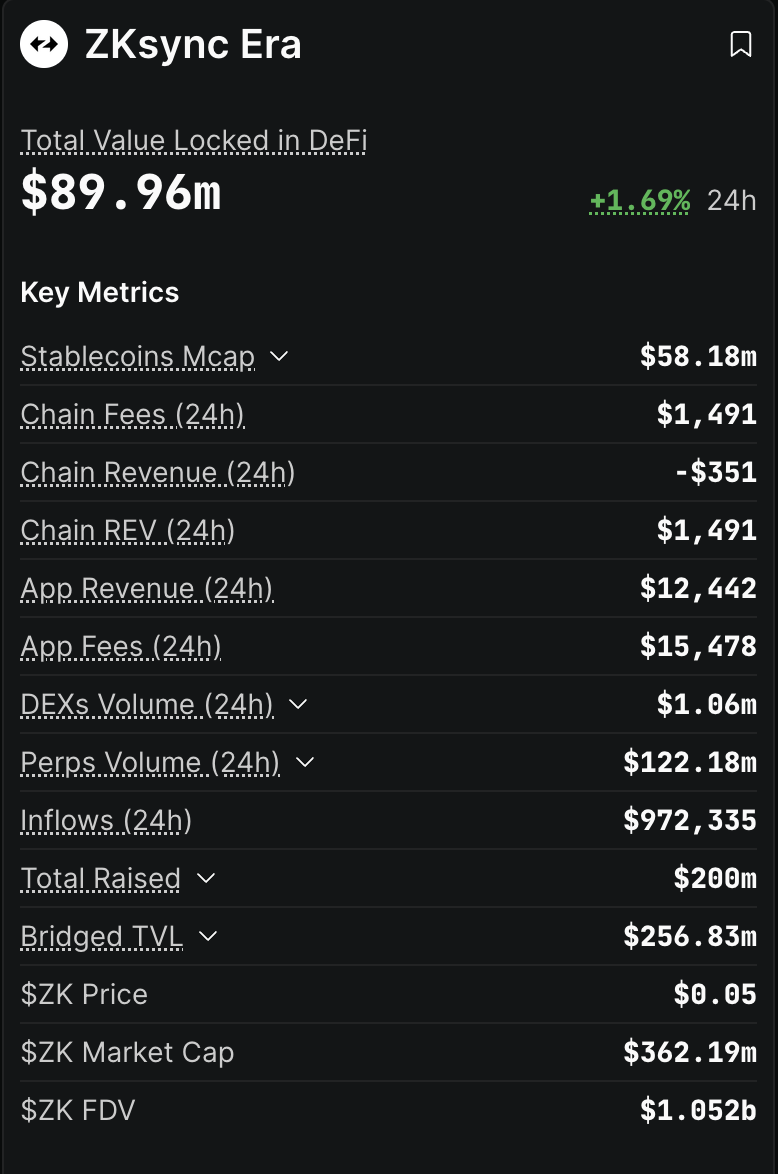 ZKsync Era
Total Value Locked in DeFi
$89.96m +1.69% 24h
Key Metrics
Stablecoins Mcap $58.18m
Chain Fees (24h) $1,491
Chain Revenue (24h) -$351
Chain REV (24h) $1,491
App Revenue (24h) $12,442
App Fees (24h) $15,478
DEXs Volume (24h) $1.06m
Perps Volume (24h) $122.18m
Inflows (24h) $972,335
Total Raised $200m
Bridged TVL $256.83m
$ZK Price $0.05
$ZK Market Cap $362.19m
$ZK FDV $1.052b